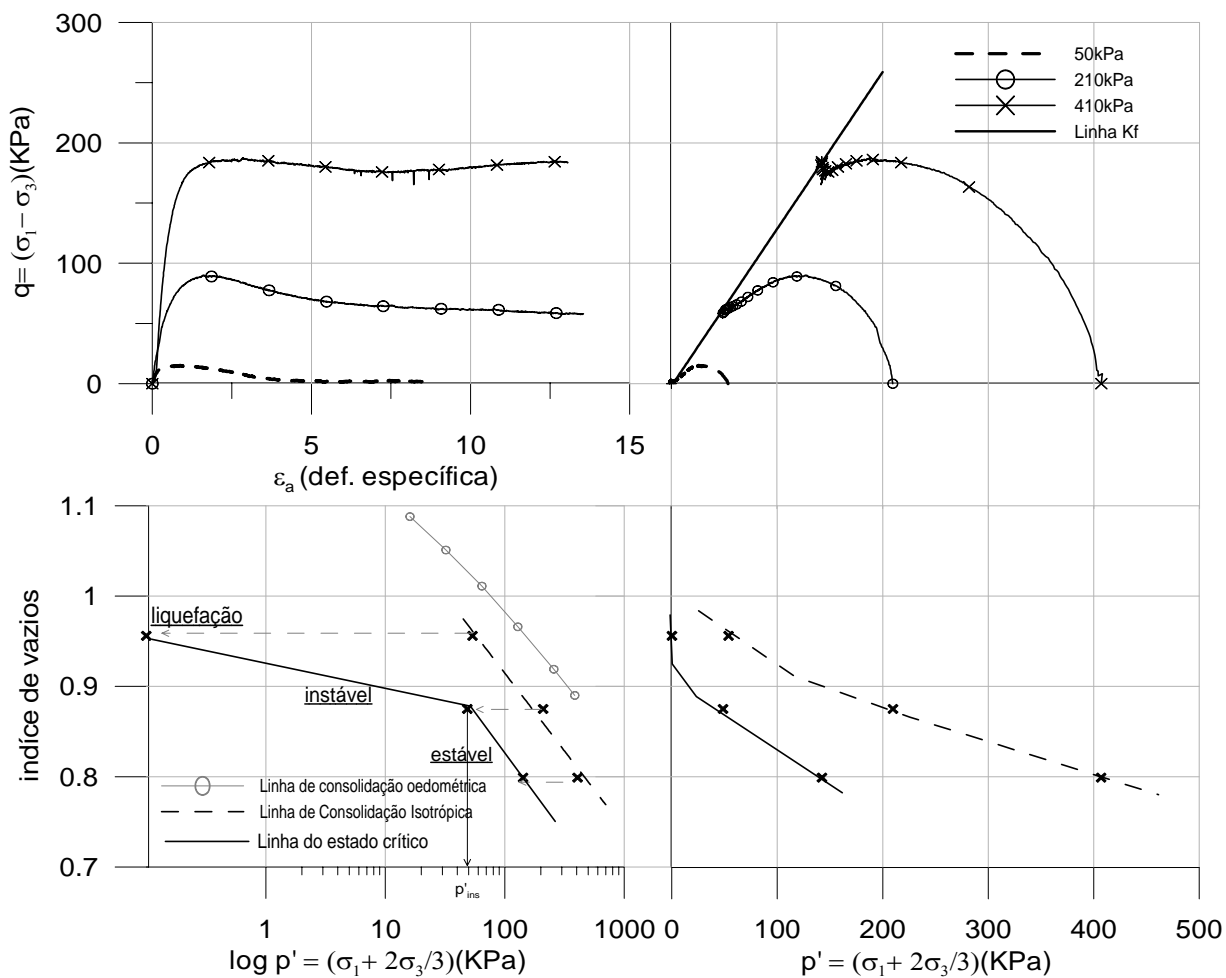 300
200
100
0
q= (σ₁ − σ₃)(KPa)
0
5
10
15
εₐ (def. específica)
50kPa
210kPa
410kPa
Linha Kf
1.1
1
0.9
0.8
0.7
indíce de vazios
liquefação
instável
estável
Linha de consolidação oedométrica
Linha de Consolidação Isotrópica
Linha do estado crítico
p'ins
1
10
100
1000
log p' = (σ₁+ 2σ₃/3)(KPa)
0
100
200
300
400
500
p' = (σ₁+ 2σ₃/3)(KPa)